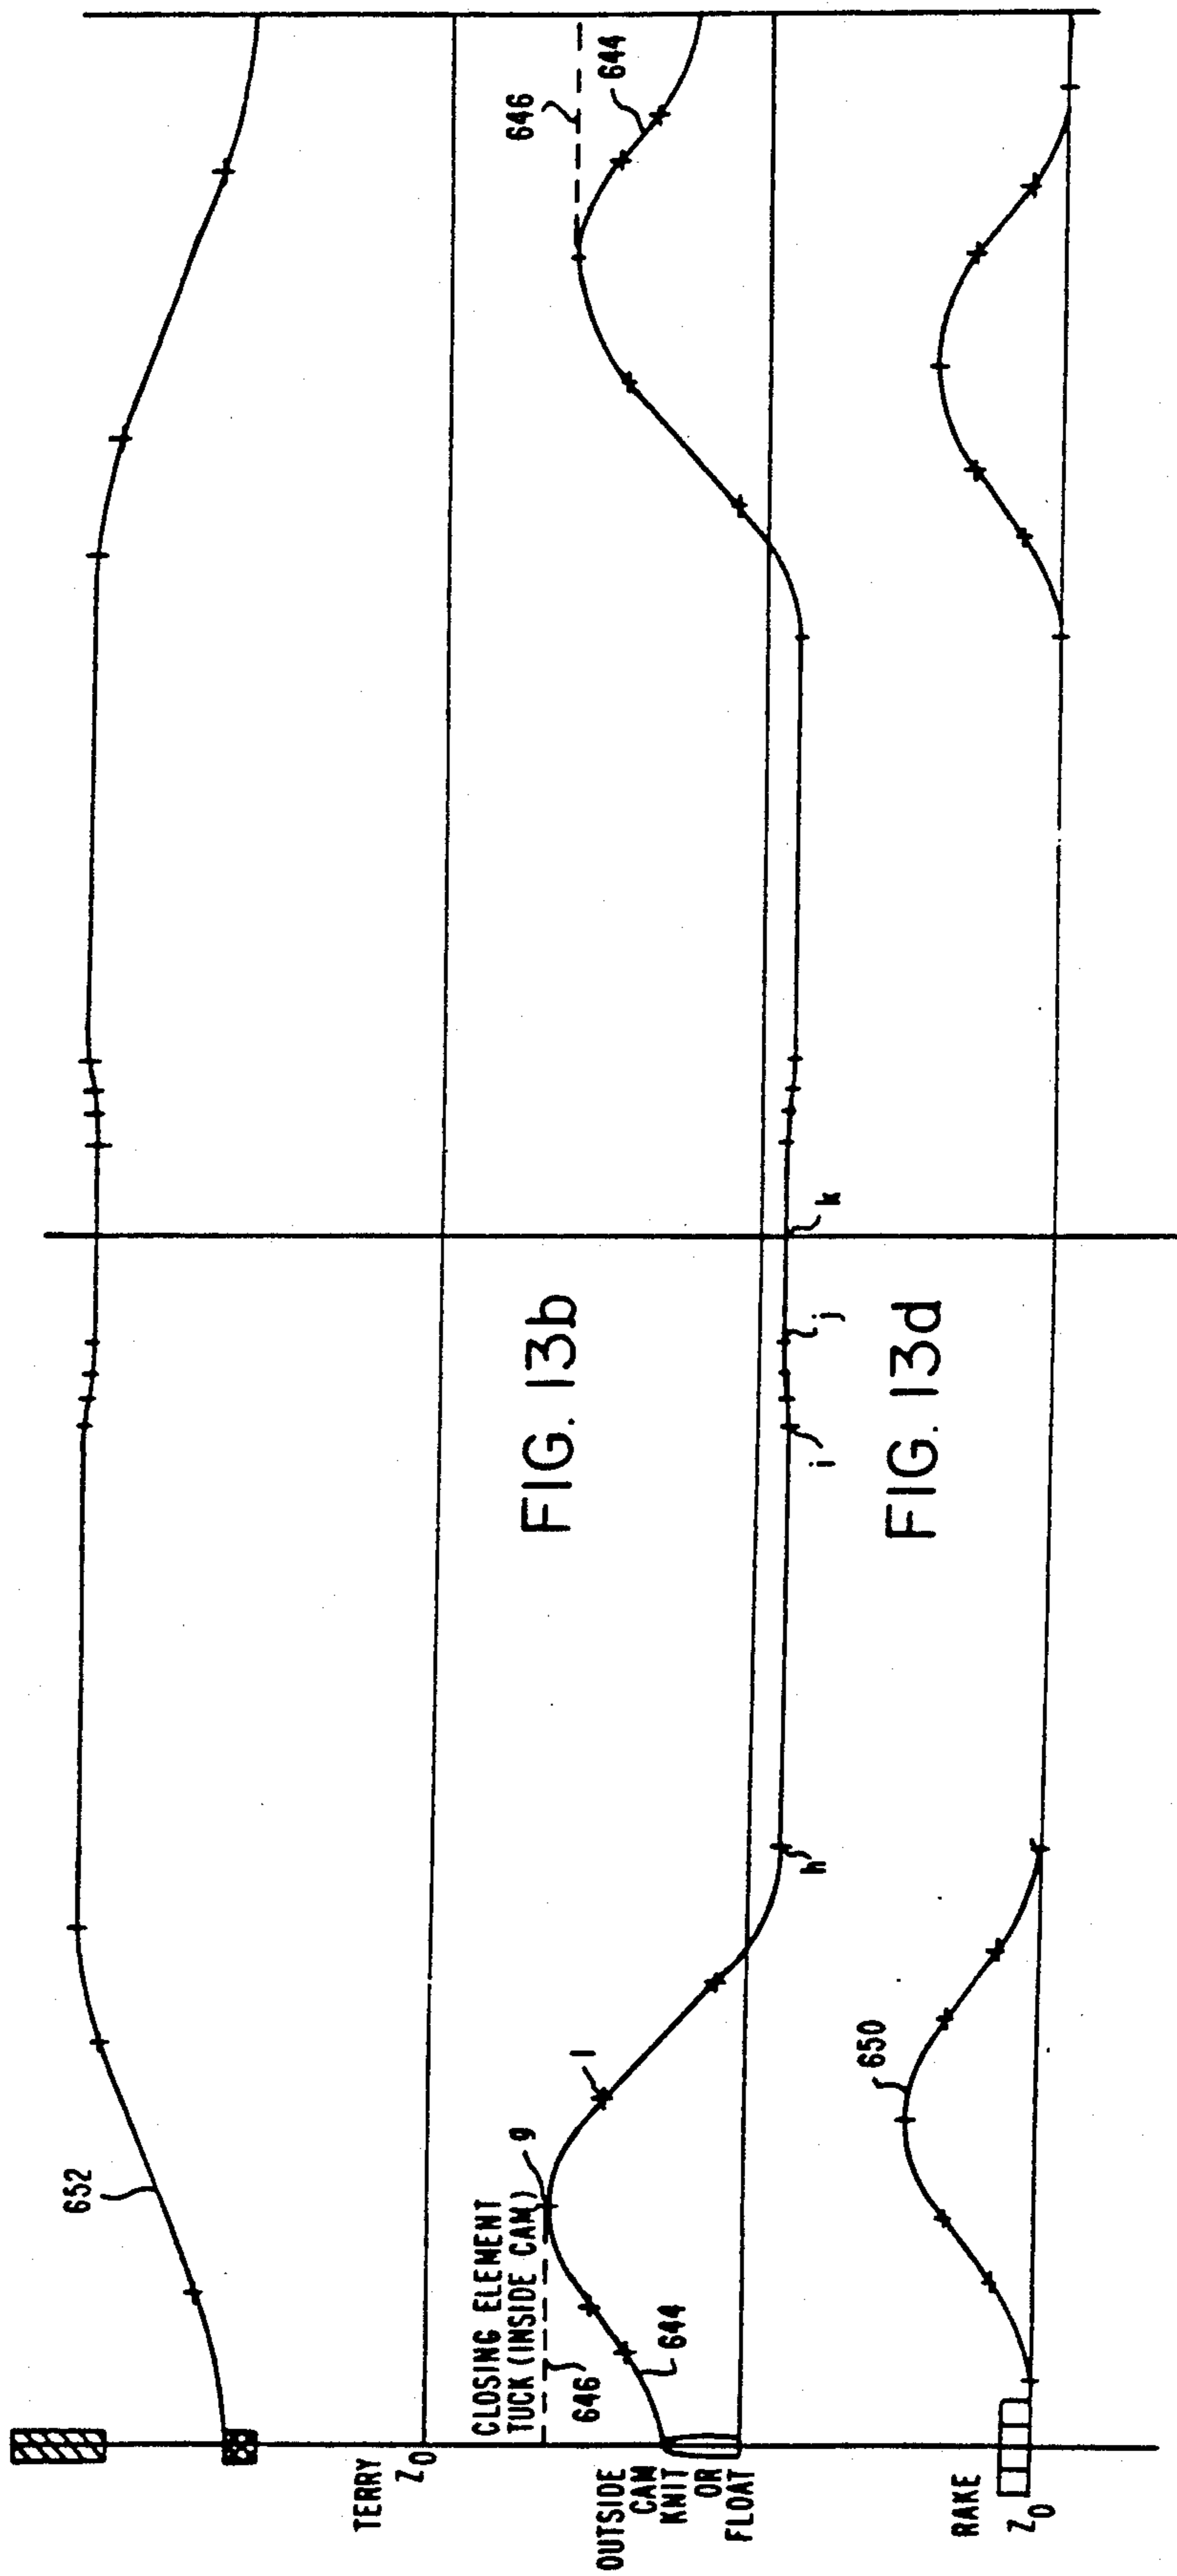 652
TERRY
Z0
FIG. 13b
646
644
CLOSING ELEMENT
TUCK (INSIDE CAM)
g
l
646
644
OUTSIDE
CAM
KNIT
OR
FLOAT
h
i
j
k
FIG. 13d
650
RAKE
Z0